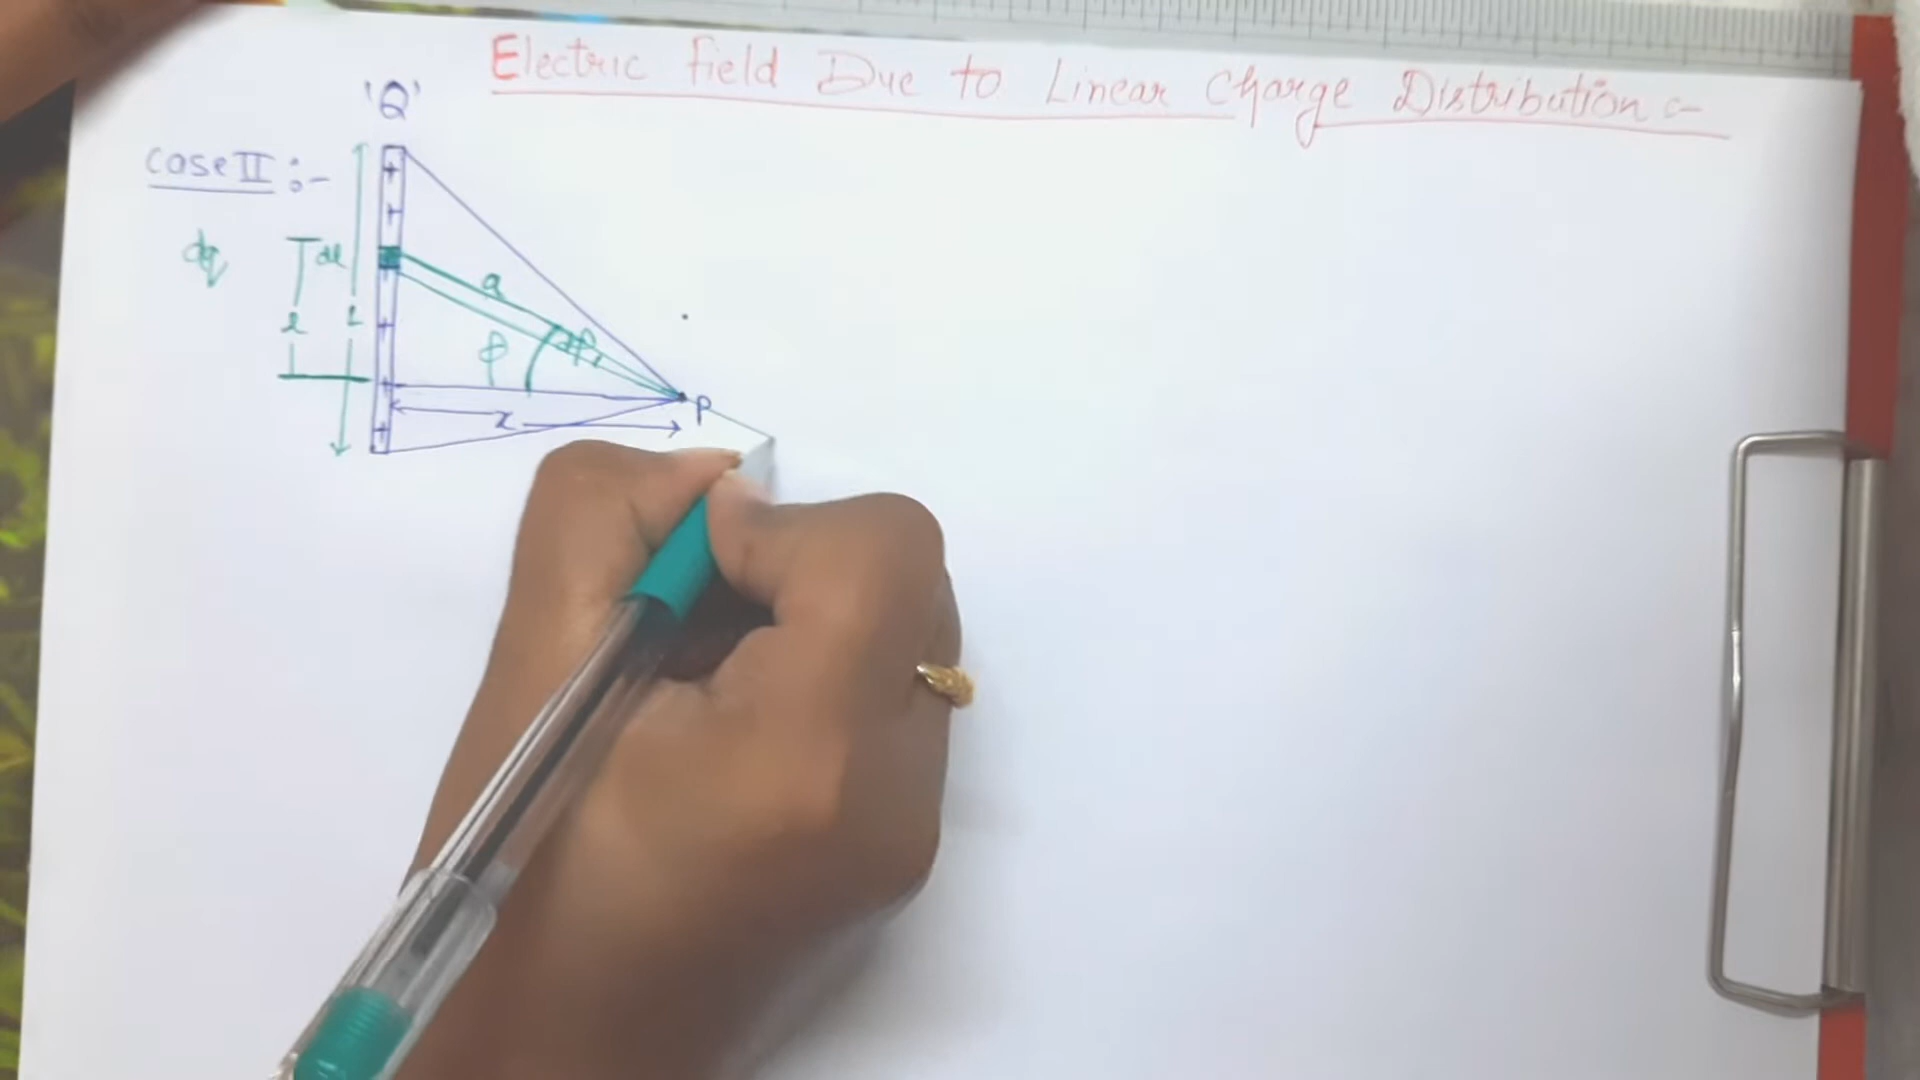 Electric field Due to Linear Charge Distribution :-
'Q'
Case II :-
dq
dl
a
l
L
x
P